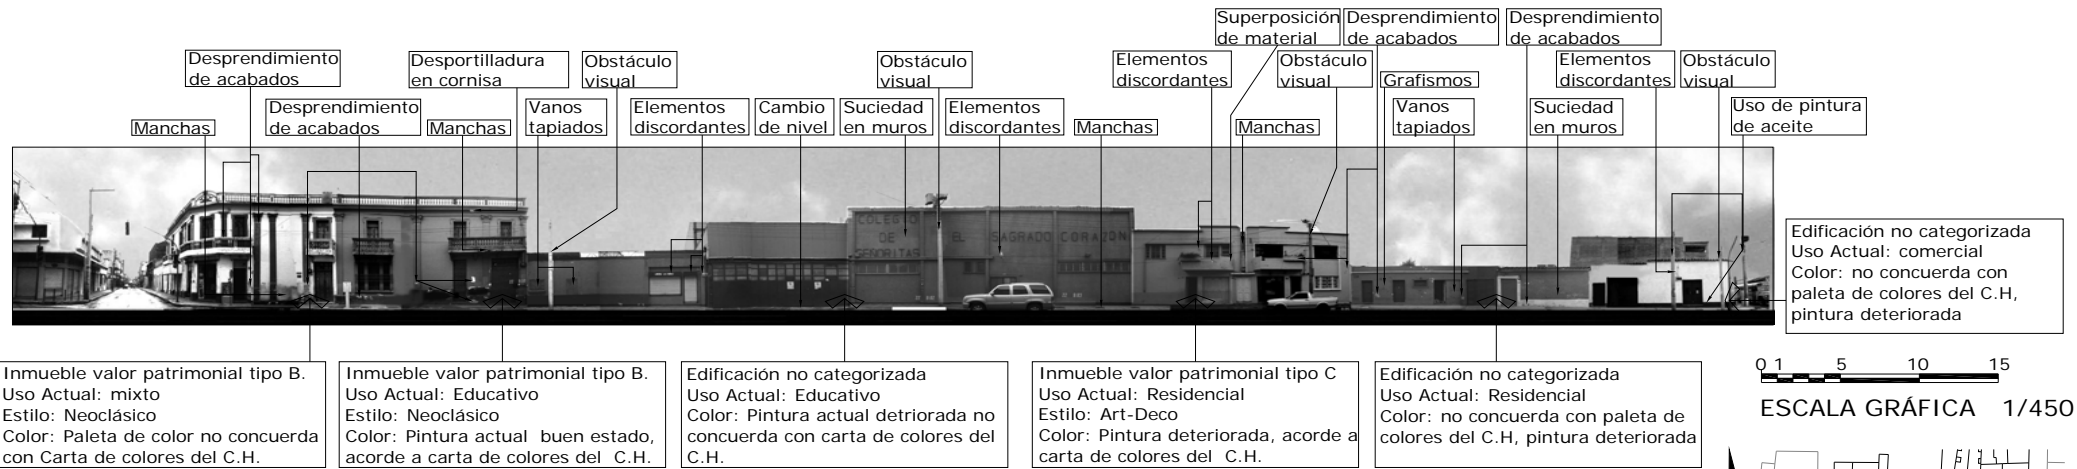 Superposición
de material
Desprendimiento
de acabados
Desprendimiento
de acabados
Desprendimiento
de acabados
Desportilladura
en cornisa
Obstáculo
visual
Obstáculo
visual
Elementos
discordantes
Obstáculo
visual
Grafismos
Elementos
discordantes
Obstáculo
visual
Manchas
Desprendimiento
de acabados
Manchas
Vanos
tapiados
Elementos
discordantes
Cambio
de nivel
Suciedad
en muros
Elementos
discordantes
Manchas
Manchas
Vanos
tapiados
Suciedad
en muros
Uso de pintura
de aceite
COLEGIO
DE
SEÑORITAS
EL SAGRADO CORAZON
Edificación no categorizada
Uso Actual: comercial
Color: no concuerda con
paleta de colores del C.H,
pintura deteriorada
Inmueble valor patrimonial tipo B.
Uso Actual: mixto
Estilo: Neoclásico
Color: Paleta de color no concuerda
con Carta de colores del C.H.
Inmueble valor patrimonial tipo B.
Uso Actual: Educativo
Estilo: Neoclásico
Color: Pintura actual buen estado,
acorde a carta de colores del C.H.
Edificación no categorizada
Uso Actual: Educativo
Color: Pintura actual detriorada no
concuerda con carta de colores del
C.H.
Inmueble valor patrimonial tipo C
Uso Actual: Residencial
Estilo: Art-Deco
Color: Pintura deteriorada, acorde a
carta de colores del C.H.
Edificación no categorizada
Uso Actual: Residencial
Color: no concuerda con paleta de
colores del C.H, pintura deteriorada
0 1 5 10 15
ESCALA GRÁFICA 1/450